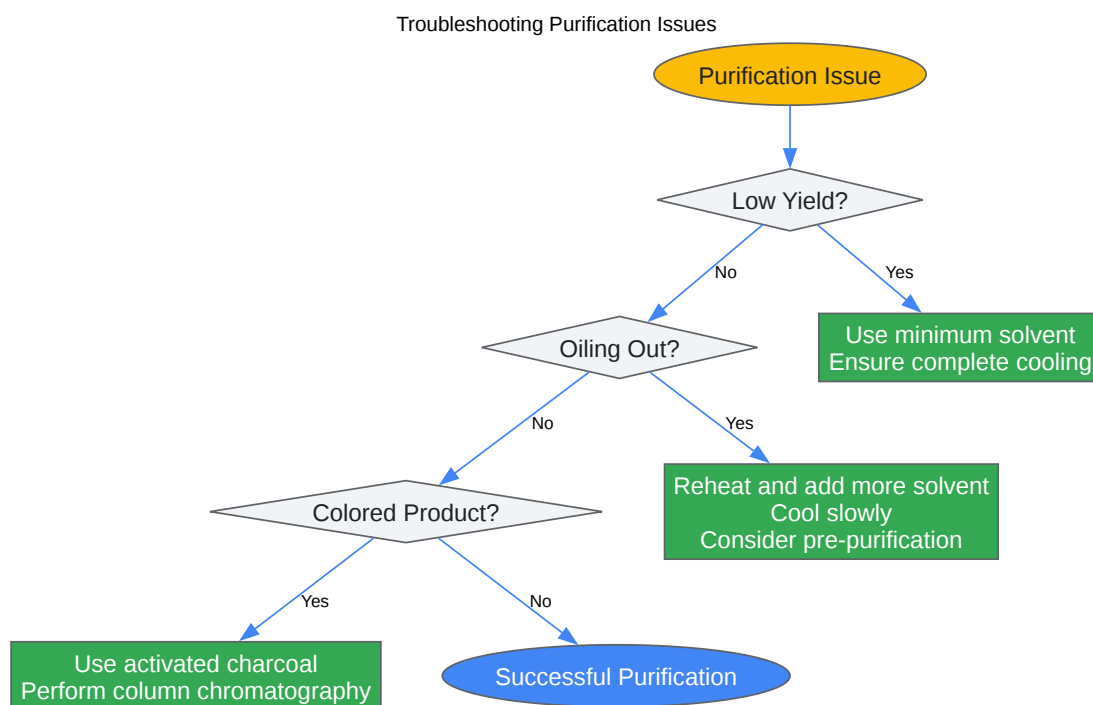 Troubleshooting Purification Issues
Purification Issue
Low Yield?
No
Yes
Use minimum solvent
Ensure complete cooling
Oiling Out?
No
Yes
Reheat and add more solvent
Cool slowly
Consider pre-purification
Colored Product?
Yes
No
Use activated charcoal
Perform column chromatography
Successful Purification